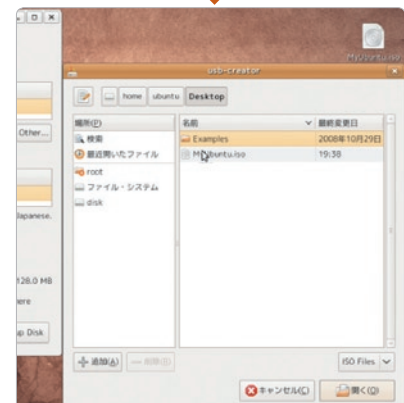 MyUbuntu.iso
usb-creator
home ubuntu Desktop
場所(P)
名前 最終変更日
Other...
検索
Examples 2008年10月29日
最近開いたファイル
MyUbuntu.iso 19:38
root
ファイル・システム
disk
Japanese.
128.0 MB
here
up Disk
追加(A) 削除(R)
ISO Files
キャンセル(C) 開く(O)